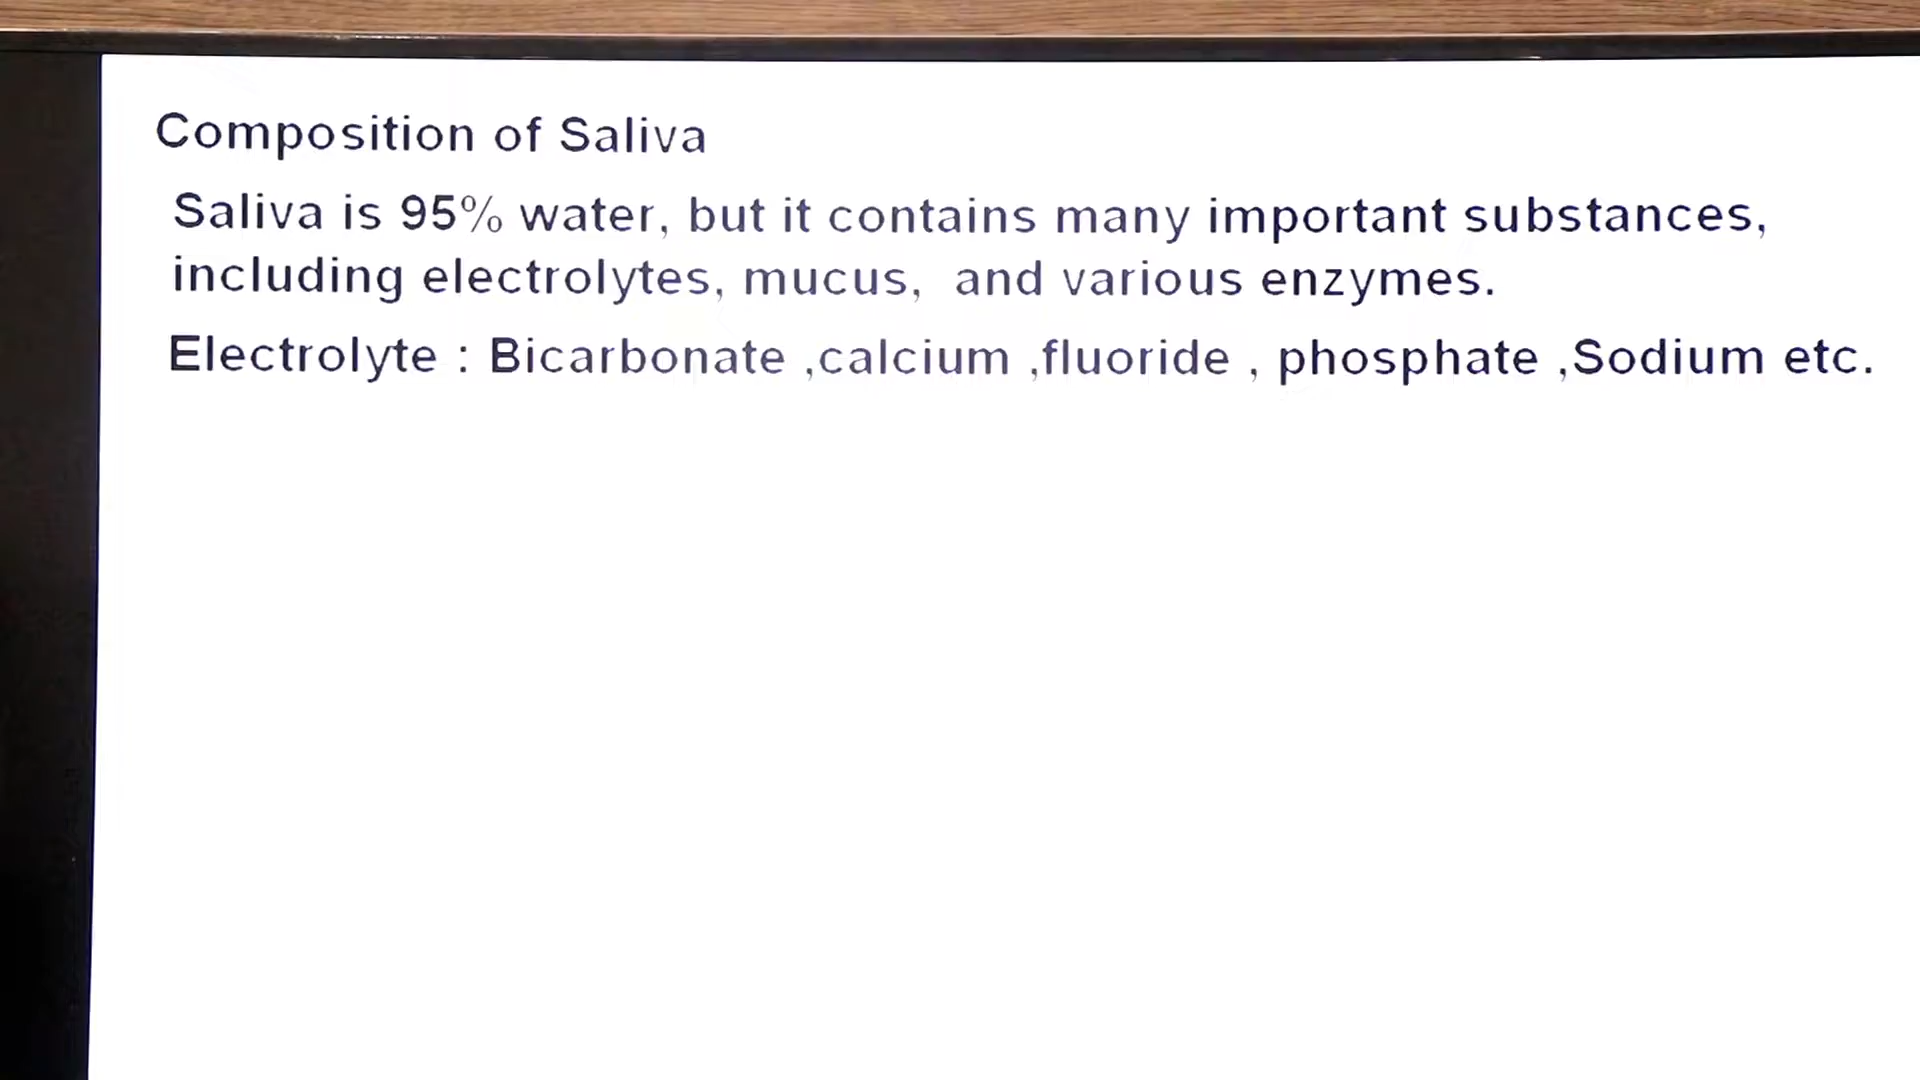 Composition of Saliva
Saliva is 95% water, but it contains many important substances,
including electrolytes, mucus,  and various enzymes.
Electrolyte : Bicarbonate ,calcium ,fluoride , phosphate ,Sodium etc.